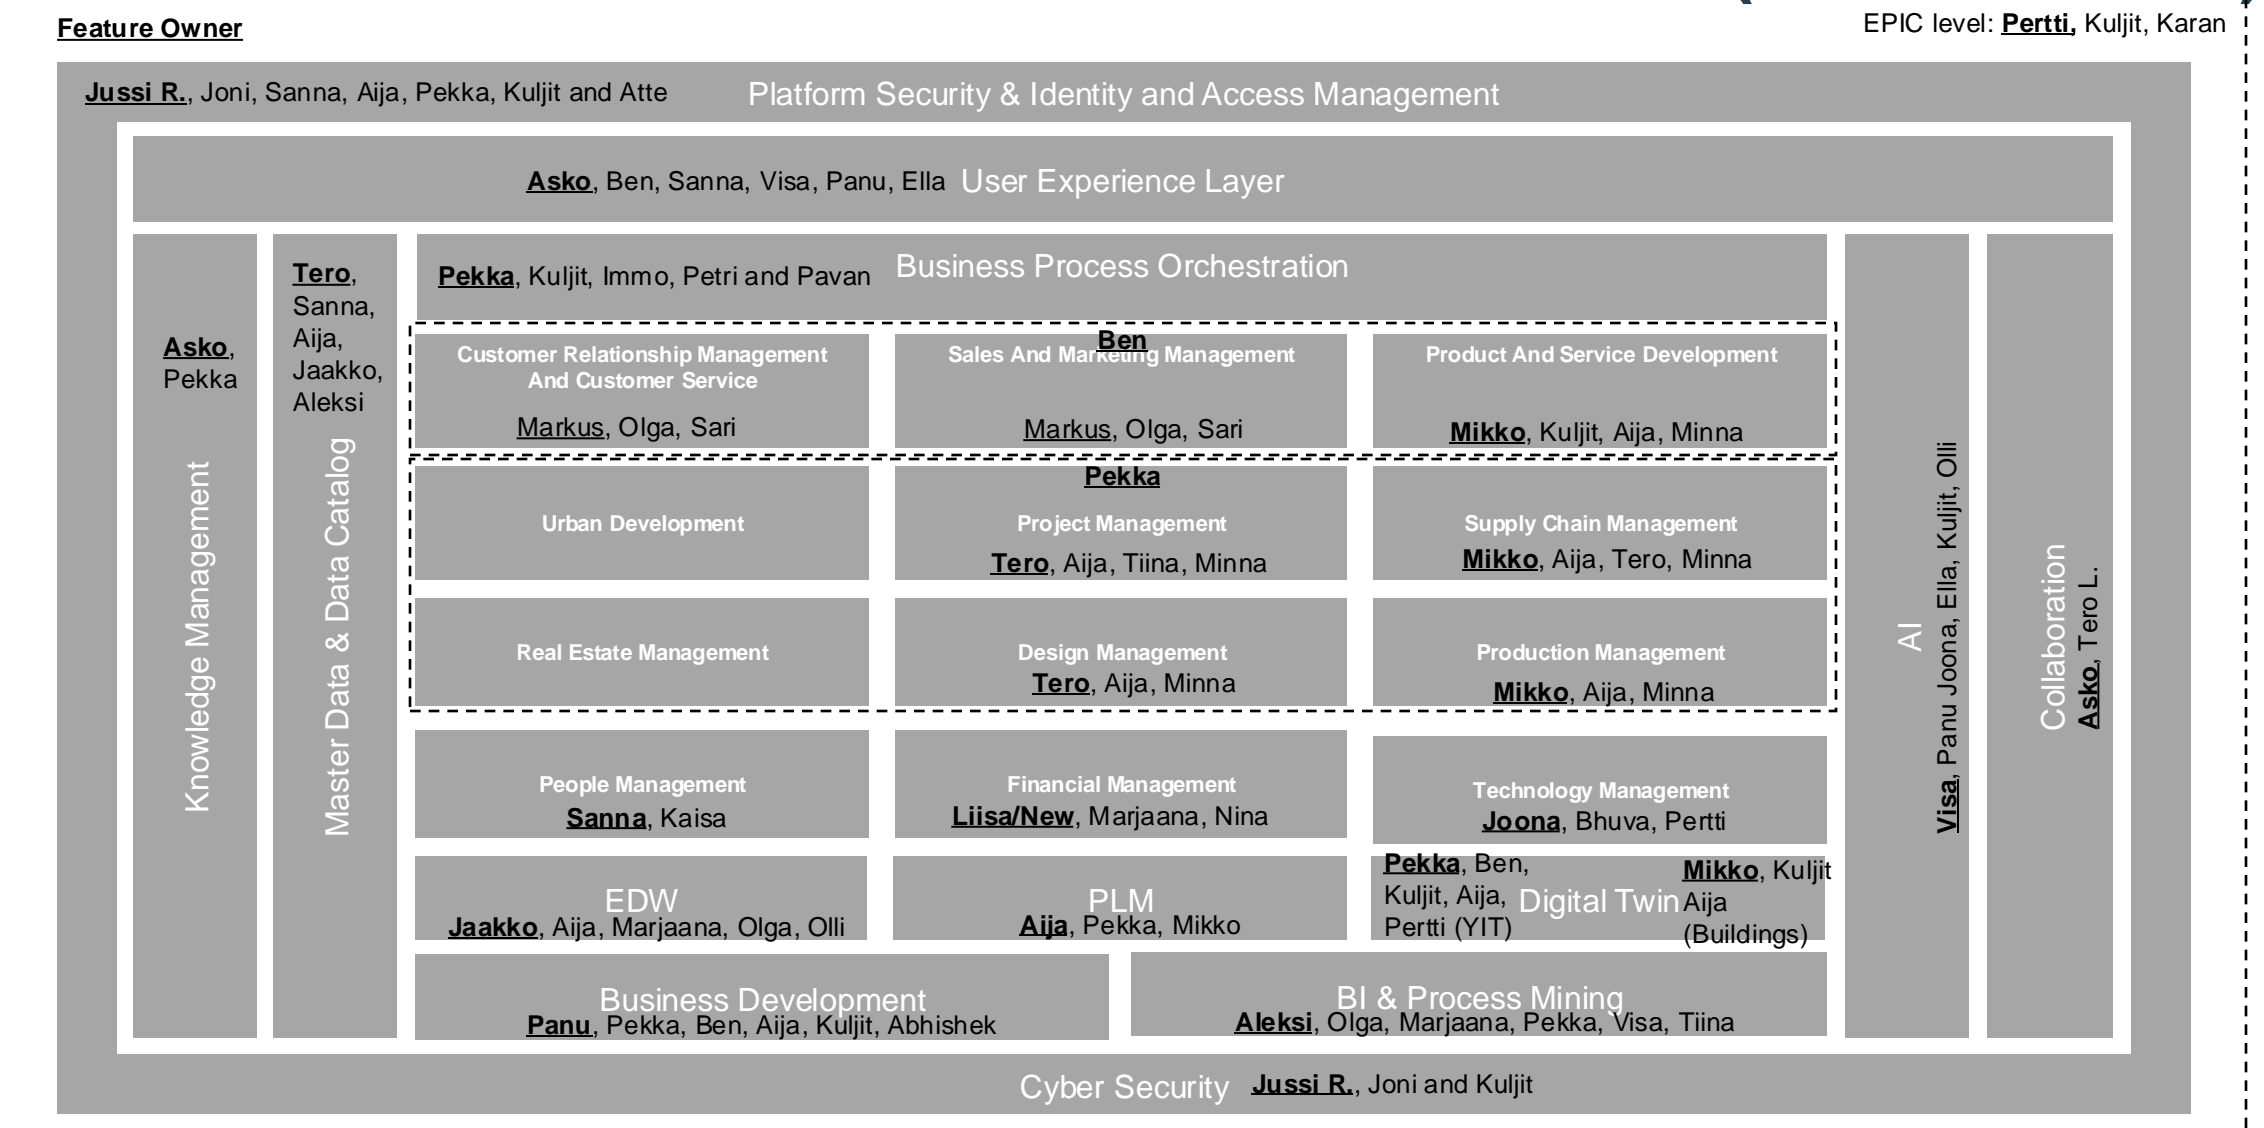 Feature Owner
EPIC level: Pertti, Kuljit, Karan
Jussi R., Joni, Sanna, Aija, Pekka, Kuljit and Atte
Platform Security & Identity and Access Management
Asko, Ben, Sanna, Visa, Panu, Ella
User Experience Layer
Asko,
Pekka
Knowledge Management
Tero,
Sanna,
Aija,
Jaakko,
Aleksi
Master Data & Data Catalog
Pekka, Kuljit, Immo, Petri and Pavan
Business Process Orchestration
Ben
Customer Relationship Management
And Customer Service
Markus, Olga, Sari
Sales And Marketing Management
Markus, Olga, Sari
Product And Service Development
Mikko, Kuljit, Aija, Minna
Pekka
Urban Development
Project Management
Tero, Aija, Tiina, Minna
Supply Chain Management
Mikko, Aija, Tero, Minna
Real Estate Management
Design Management
Tero, Aija, Minna
Production Management
Mikko, Aija, Minna
People Management
Sanna, Kaisa
Financial Management
Liisa/New, Marjaana, Nina
Technology Management
Joona, Bhuva, Pertti
EDW
Jaakko, Aija, Marjaana, Olga, Olli
PLM
Aija, Pekka, Mikko
Pekka, Ben,
Kuljit, Aija,
Pertti (YIT)
Digital Twin
Mikko, Kuljit
Aija
(Buildings)
Business Development
Panu, Pekka, Ben, Aija, Kuljit, Abhishek
BI & Process Mining
Aleksi, Olga, Marjaana, Pekka, Visa, Tiina
AI
Visa, Panu Joona, Ella, Kuljit, Olli
Collaboration
Asko, Tero L.
Cyber Security
Jussi R., Joni and Kuljit